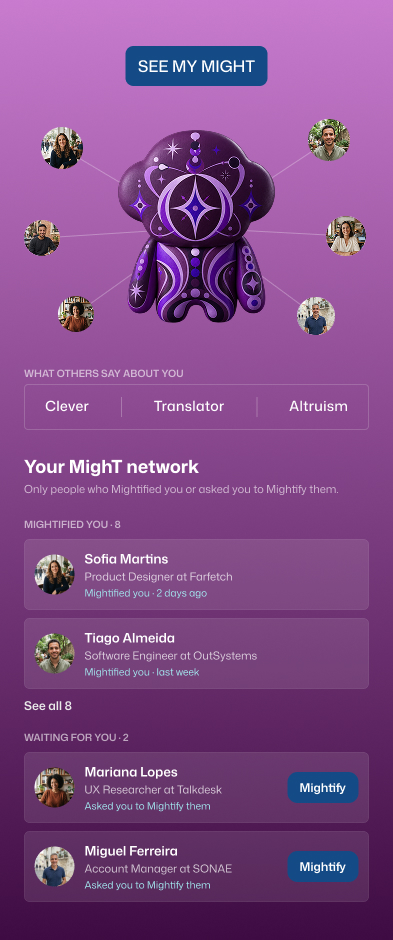 SEE MY MIGHT
WHAT OTHERS SAY ABOUT YOU
Clever
Translator
Altruism
Your MighT network
Only people who Mightified you or asked you to Mightify them.
MIGHTIFIED YOU · 8
Sofia Martins
Product Designer at Farfetch
Mightified you · 2 days ago
Tiago Almeida
Software Engineer at OutSystems
Mightified you · last week
See all 8
WAITING FOR YOU · 2
Mariana Lopes
UX Researcher at Talkdesk
Asked you to Mightify them
Mightify
Miguel Ferreira
Account Manager at SONAE
Asked you to Mightify them
Mightify